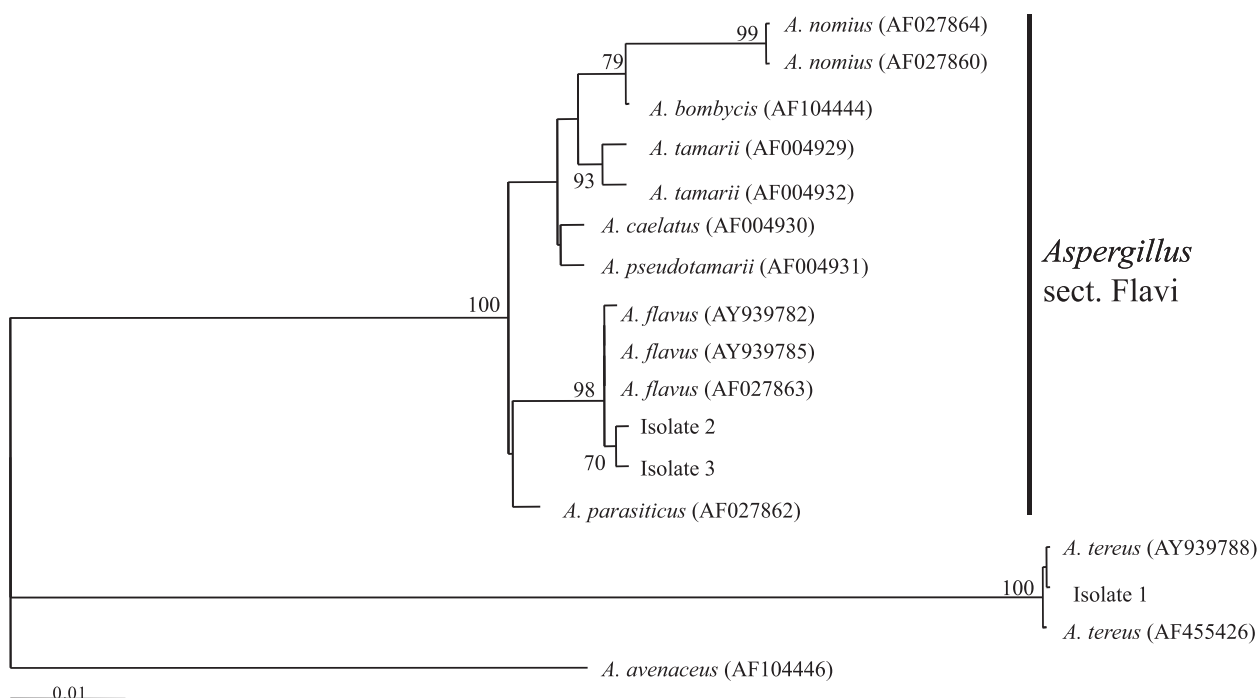 99
A. nomius (AF027864)
A. nomius (AF027860)
79
A. bombycis (AF104444)
A. tamarii (AF004929)
93
A. tamarii (AF004932)
A. caelatus (AF004930)
A. pseudotamarii (AF004931)
Aspergillus
sect. Flavi
100
A. flavus (AY939782)
A. flavus (AY939785)
98
A. flavus (AF027863)
Isolate 2
70
Isolate 3
A. parasiticus (AF027862)
A. tereus (AY939788)
100
Isolate 1
A. tereus (AF455426)
A. avenaceus (AF104446)
0.01